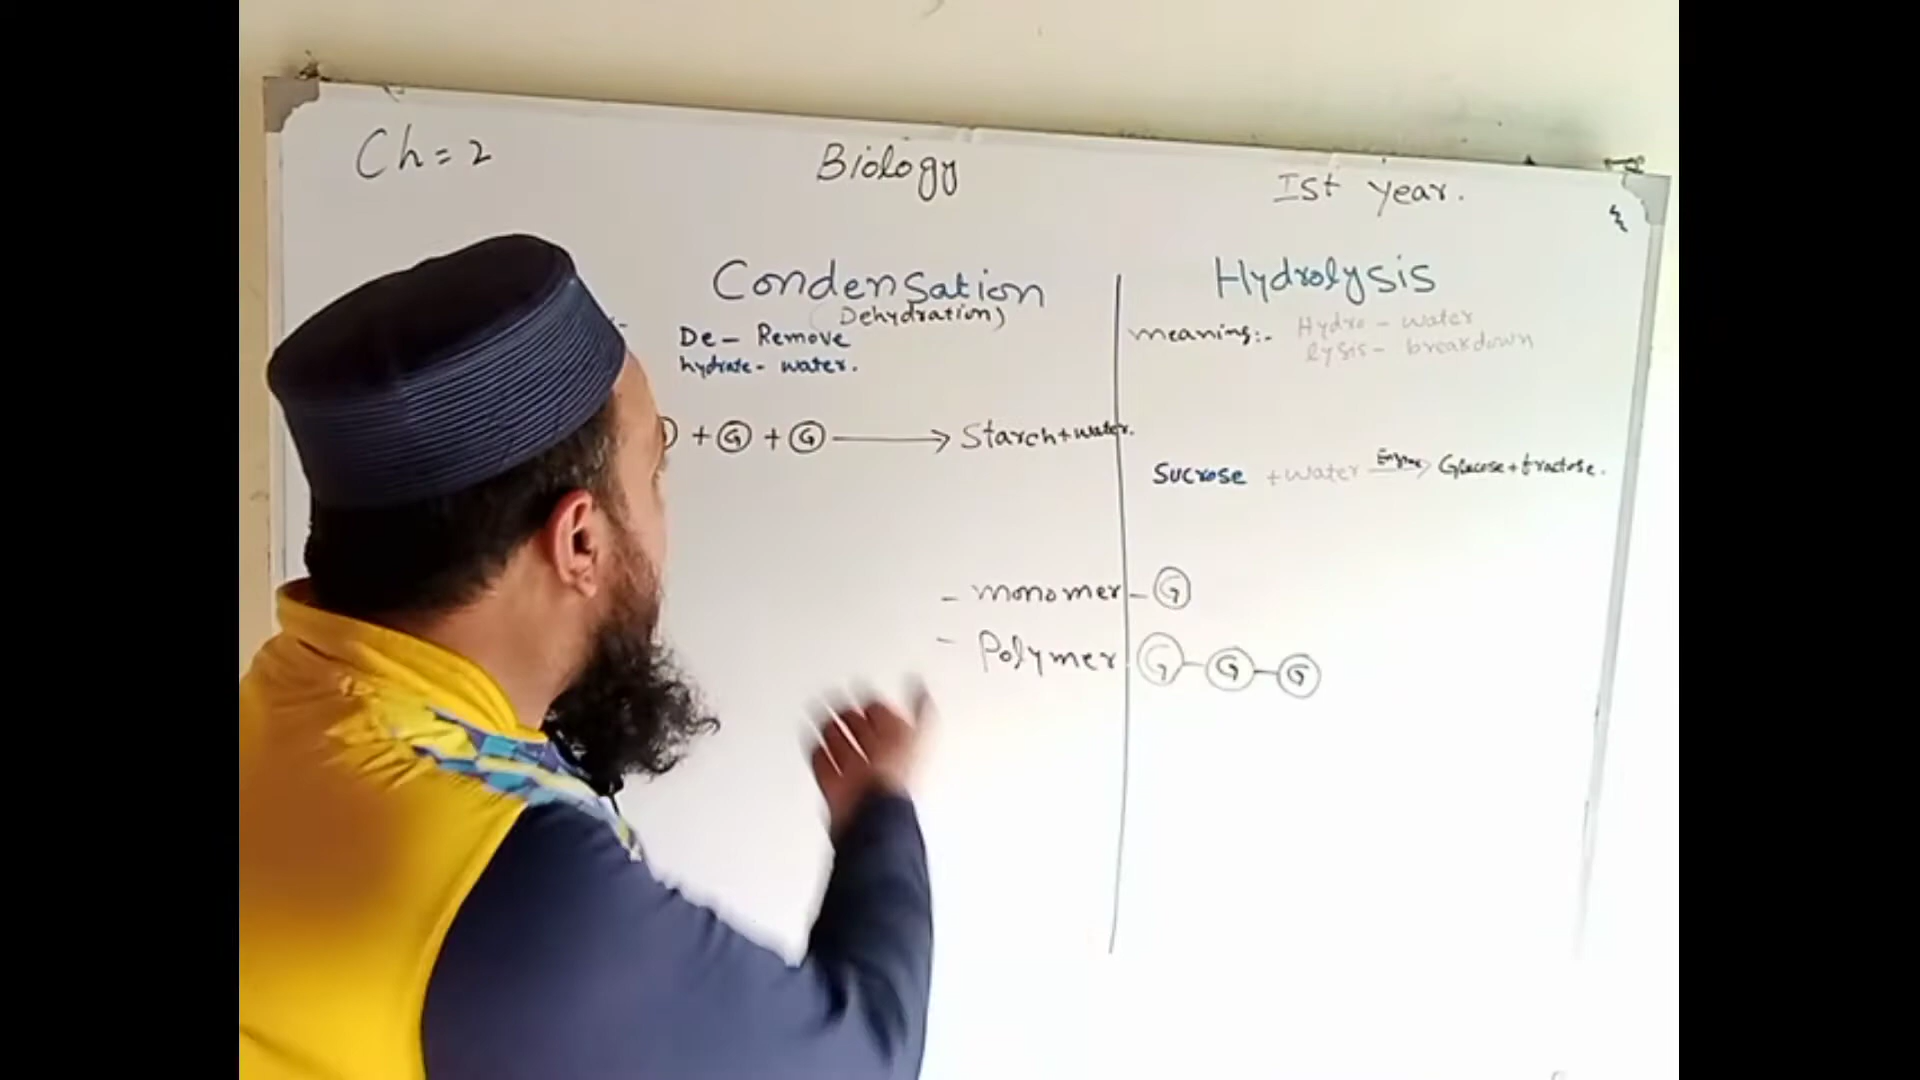 Ch = 2 Biology Ist year.
Condensation Hydrolysis
(Dehydration)
De - Remove
hydrate - water.
meaning:- Hydro - water
lysis - breakdown
+ G + G → Starch + water.
Sucrose + water → Glucose + fructose.
- monomer - G
- Polymer G - G - G